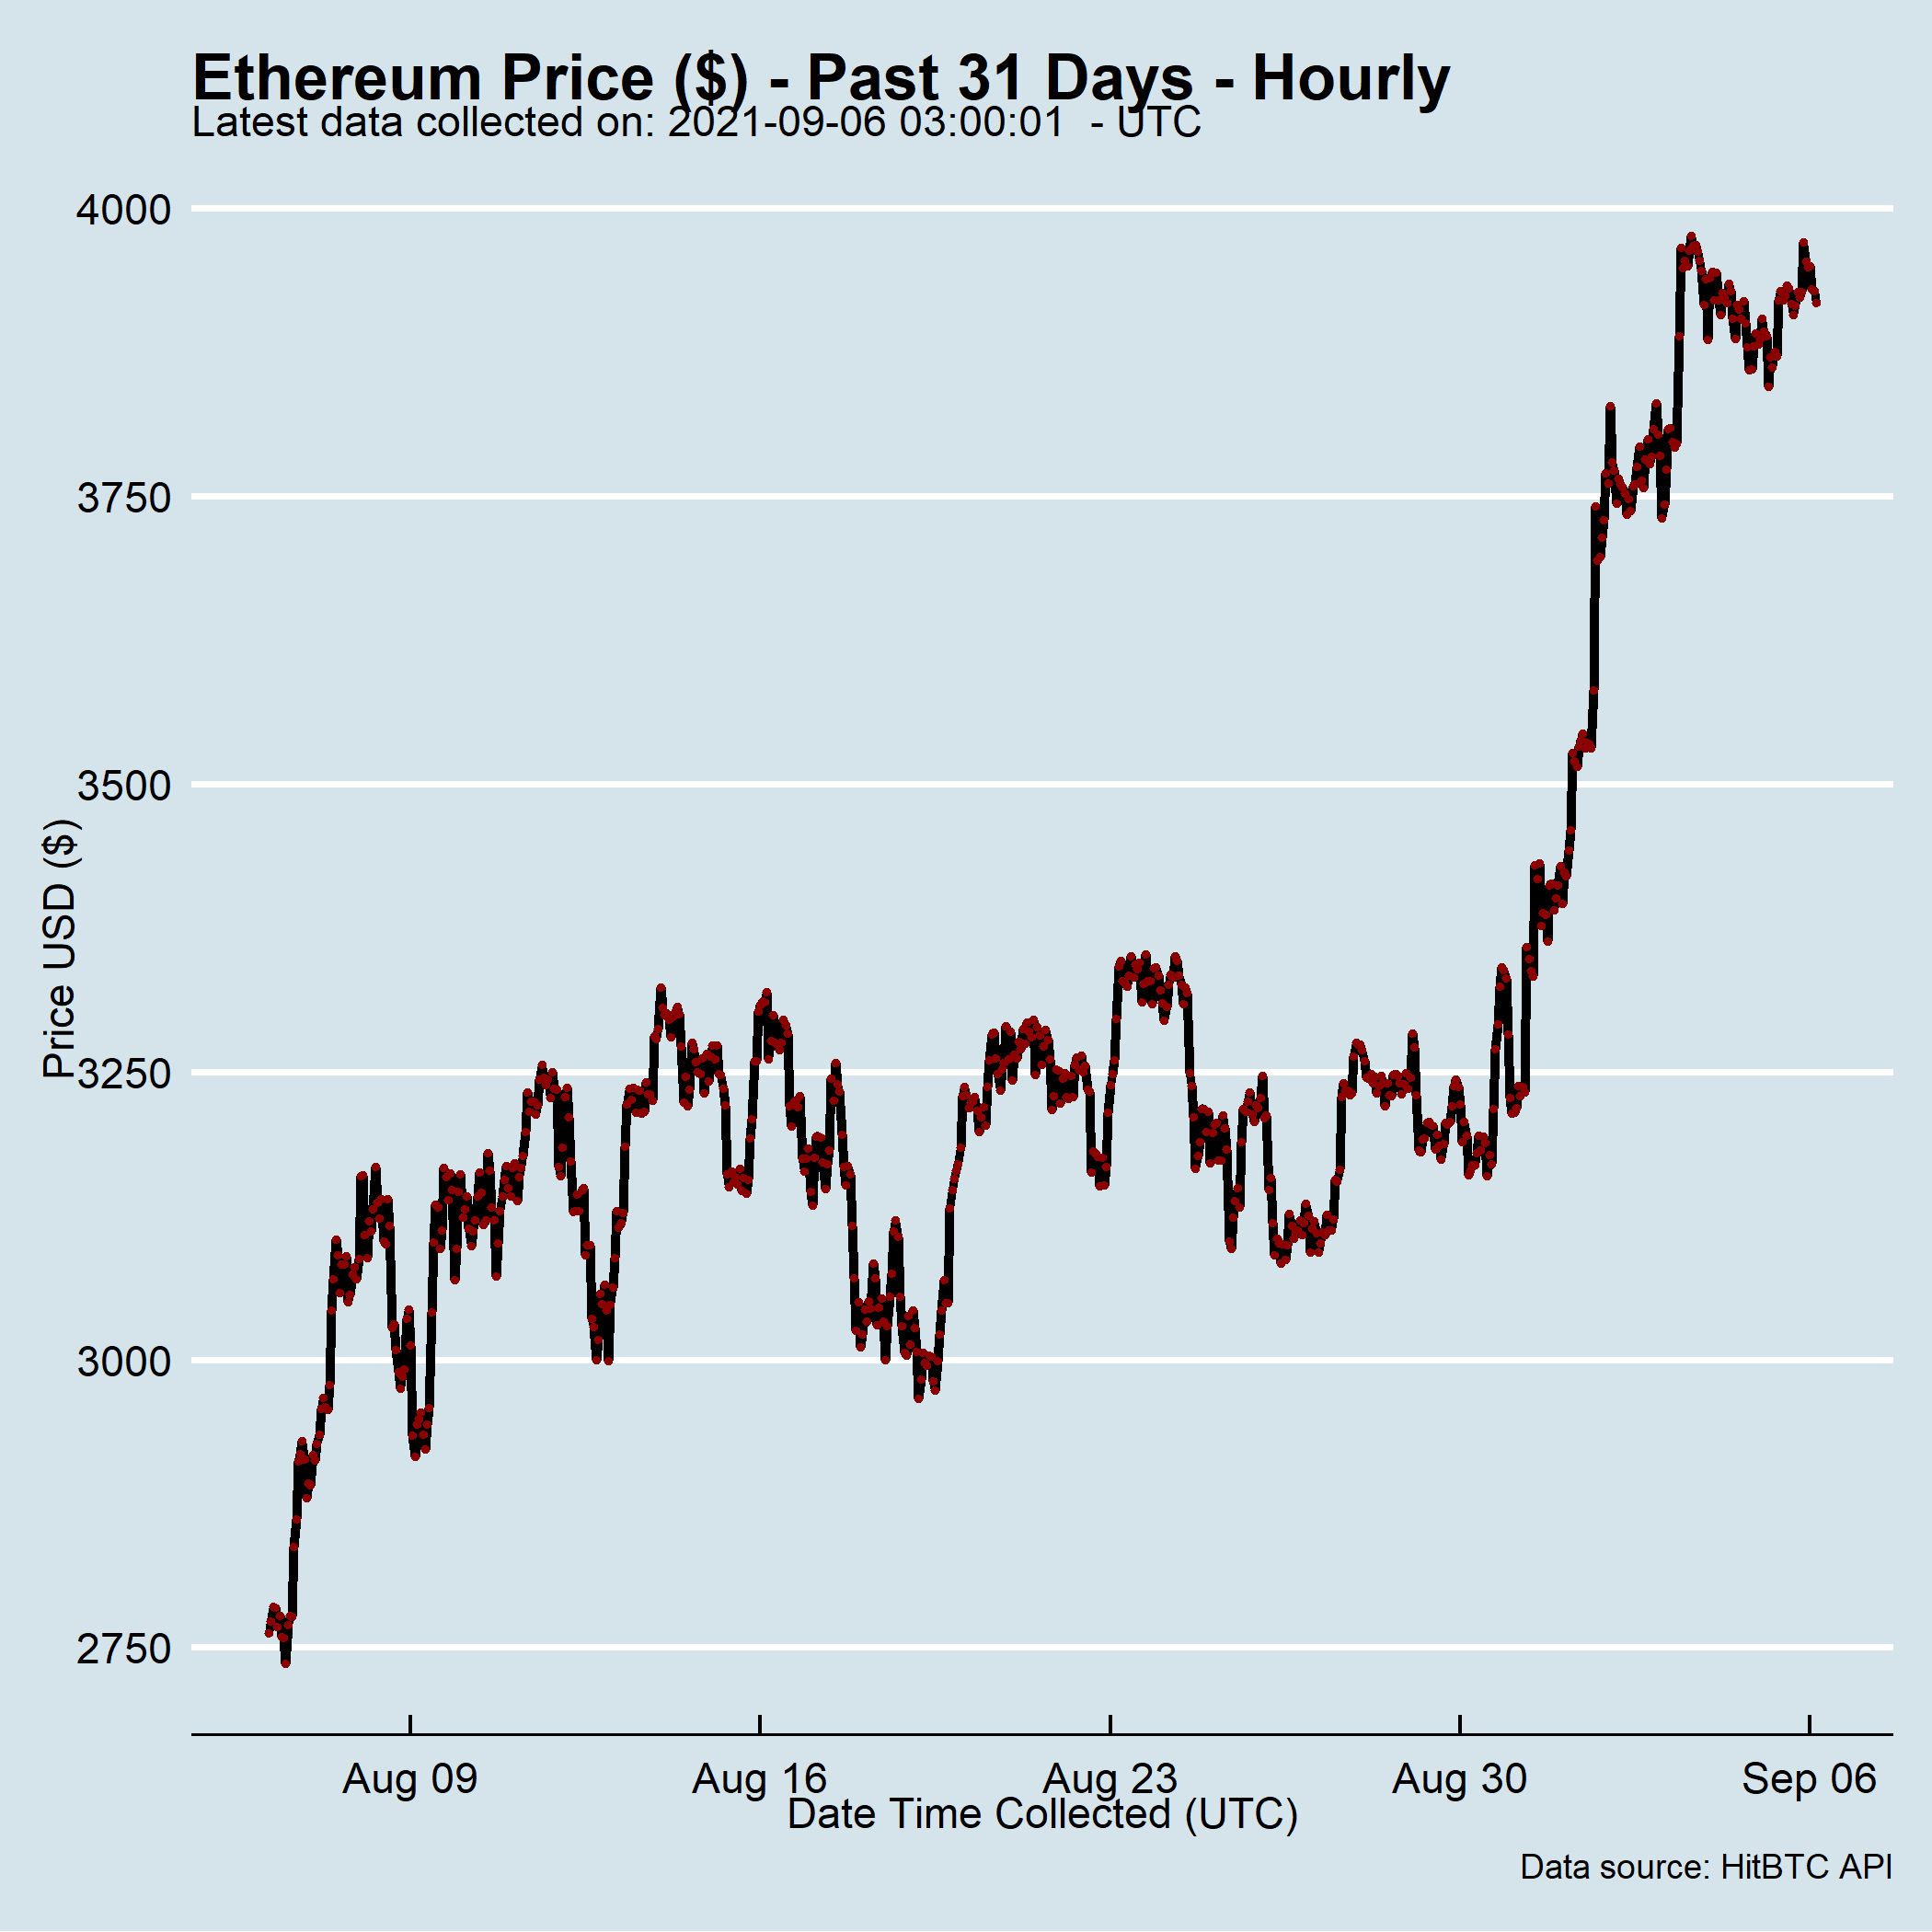 Ethereum Price ($) - Past 31 Days - Hourly
Latest data collected on: 2021-09-06 03:00:01  - UTC
4000
3750
3500
3250
3000
2750
Price USD ($)
Aug 09
Aug 16
Aug 23
Aug 30
Sep 06
Date Time Collected (UTC)
Data source: HitBTC API